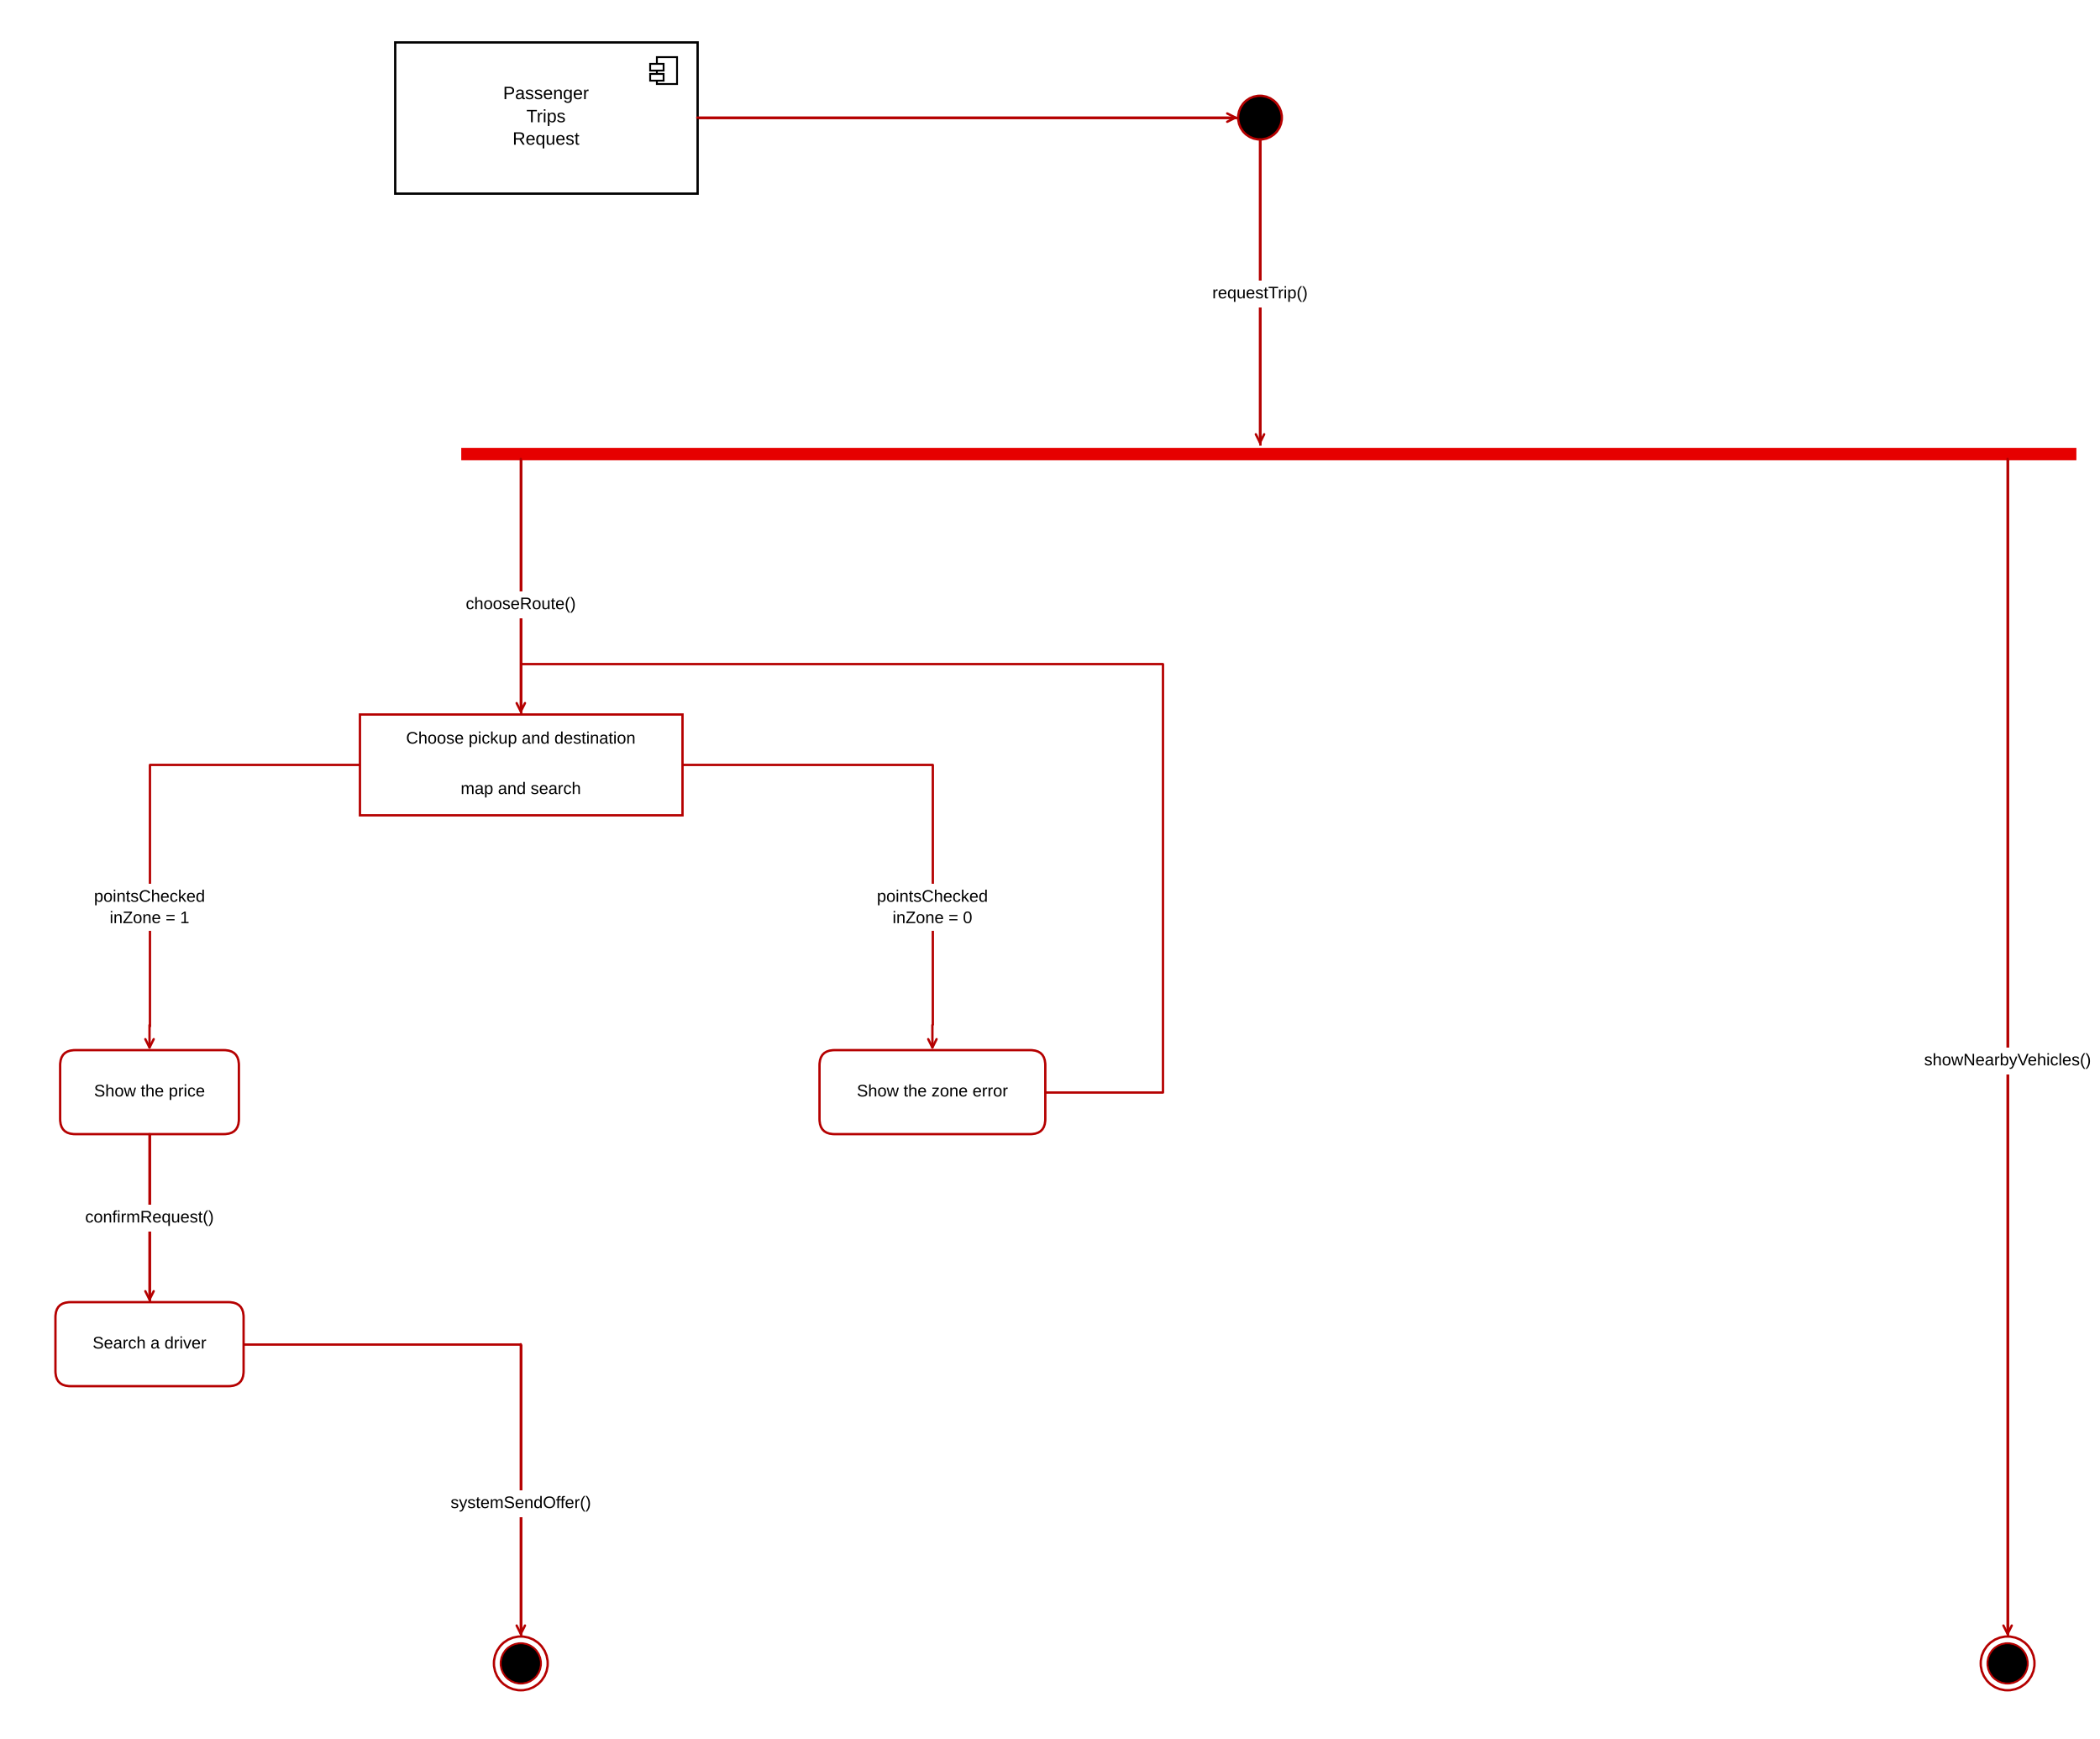 Passenger
Trips
Request
requestTrip()
chooseRoute()
Choose pickup and destination
map and search
pointsChecked
inZone = 1
pointsChecked
inZone = 0
Show the price
Show the zone error
showNearbyVehicles()
confirmRequest()
Search a driver
systemSendOffer()